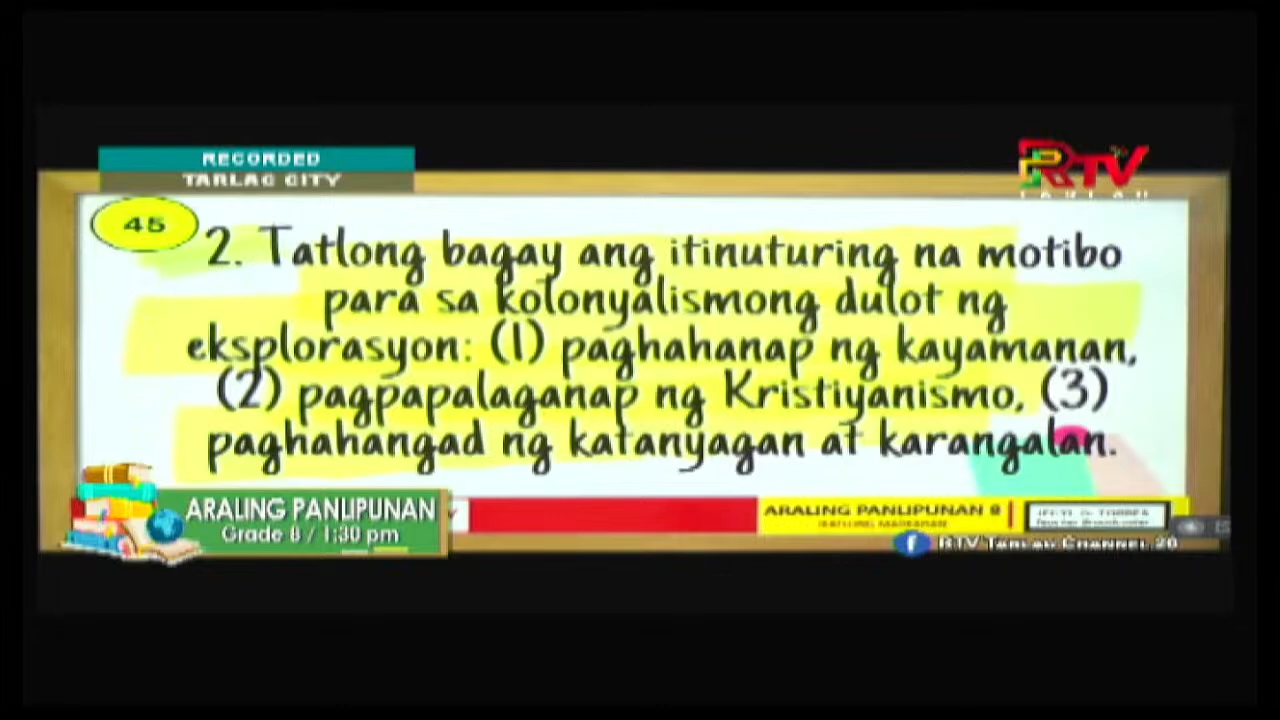 RECORDED
TARLAC CITY
RTV
45
2. Tatlong bagay ang itinuturing na motibo
para sa kolonyalismong dulot ng
eksplorasyon: (1) paghahanap ng kayamanan,
(2) pagpapalaganap ng Kristiyanismo, (3)
paghahangad ng katanyagan at karangalan.
ARALING PANLIPUNAN
Grade 8 / 1:30 pm
ARALING PANLIPUNAN 8
IKATLONG MARKAHAN
f RTV Tarlac Channel 26